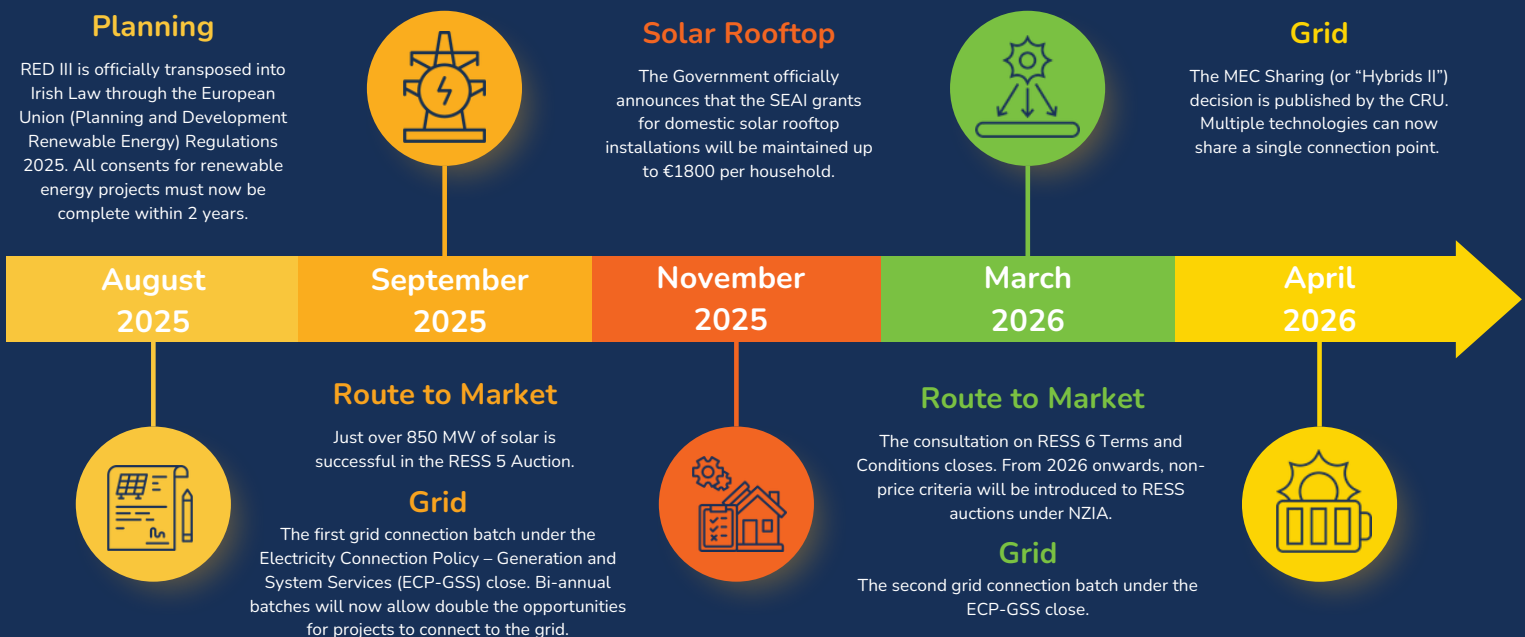 Planning
RED III is officially transposed into
Irish Law through the European
Union (Planning and Development
Renewable Energy) Regulations
2025. All consents for renewable
energy projects must now be
complete within 2 years.
Solar Rooftop
The Government officially
announces that the SEAI grants
for domestic solar rooftop
installations will be maintained up
to €1800 per household.
Grid
The MEC Sharing (or “Hybrids II”)
decision is published by the CRU.
Multiple technologies can now
share a single connection point.
August
2025
September
2025
November
2025
March
2026
April
2026
Route to Market
Just over 850 MW of solar is
successful in the RESS 5 Auction.
Grid
The first grid connection batch under the
Electricity Connection Policy – Generation and
System Services (ECP-GSS) close. Bi-annual
batches will now allow double the opportunities
for projects to connect to the grid.
Route to Market
The consultation on RESS 6 Terms and
Conditions closes. From 2026 onwards, non-
price criteria will be introduced to RESS
auctions under NZIA.
Grid
The second grid connection batch under the
ECP-GSS close.